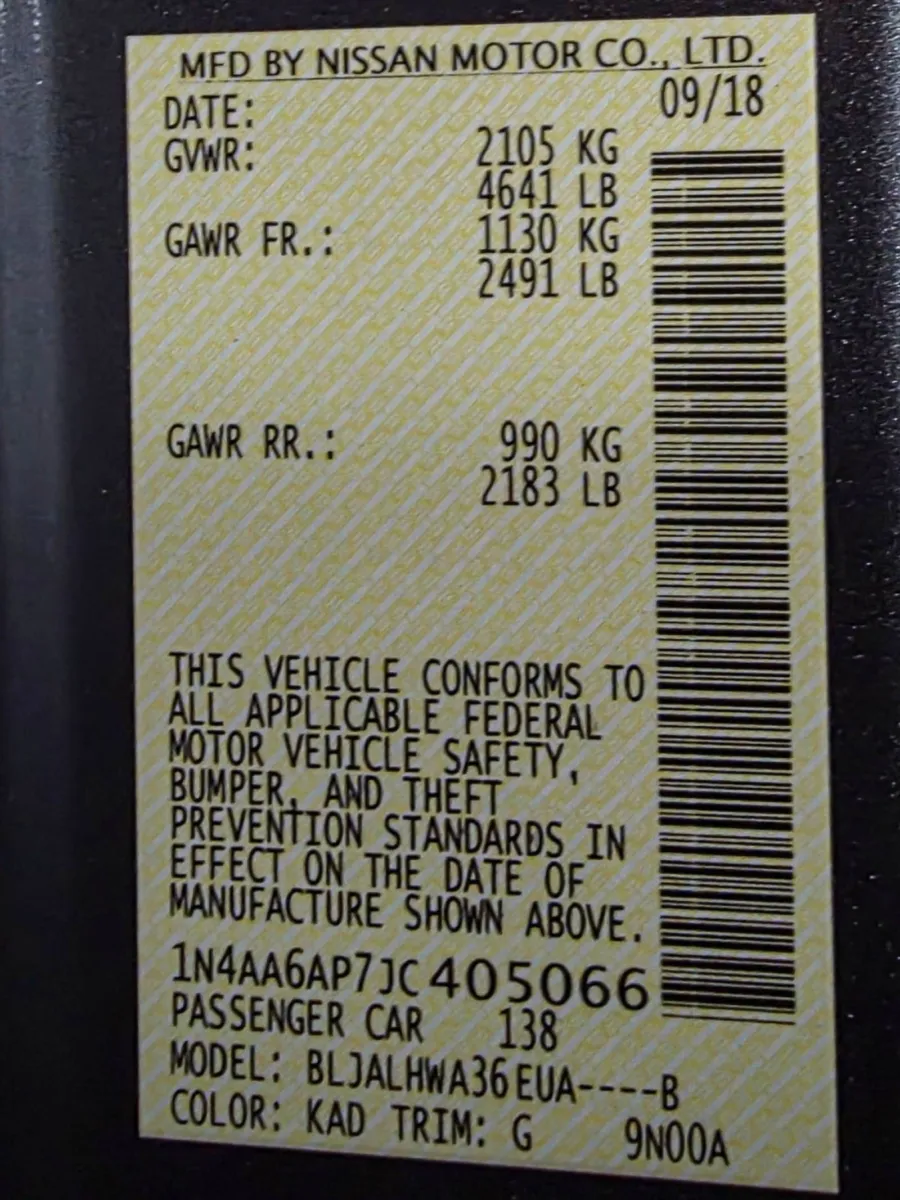 MFD BY NISSAN MOTOR CO., LTD.
DATE: 09/18
GVWR: 2105 KG
4641 LB
GAWR FR.: 1130 KG
2491 LB
GAWR RR.: 990 KG
2183 LB
THIS VEHICLE CONFORMS TO
ALL APPLICABLE FEDERAL
MOTOR VEHICLE SAFETY,
BUMPER, AND THEFT
PREVENTION STANDARDS IN
EFFECT ON THE DATE OF
MANUFACTURE SHOWN ABOVE.
1N4AA6AP7JC405066
PASSENGER CAR 138
MODEL: BLJALHWA36EUA----B
COLOR: KAD TRIM: G 9N00A